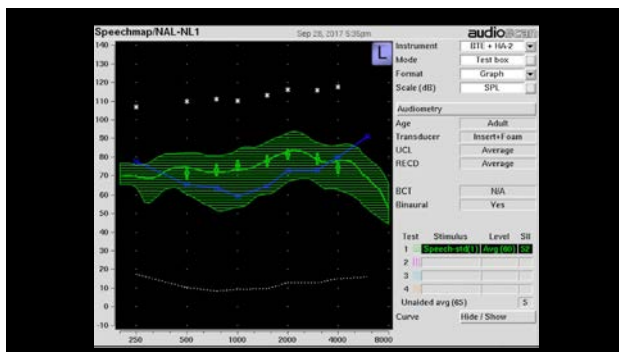 Speechmap/NAL-NL1 Sep 28, 2017 5:35pm audioscan
L
Instrument BTE + HA-2
Mode Test box
Format Graph
Scale (dB) SPL
Audiometry
Age Adult
Transducer Insert+Foam
UCL Average
RECD Average
BCT N/A
Binaural Yes
Test Stimulus Level SII
1 Speech-std(1) Avg (60) 52
2
3
4
Unaided avg (65) 5
Curve Hide / Show
140
130
120
110
100
90
80
70
60
50
40
30
20
10
0
-10
250 500 1000 2000 4000 8000